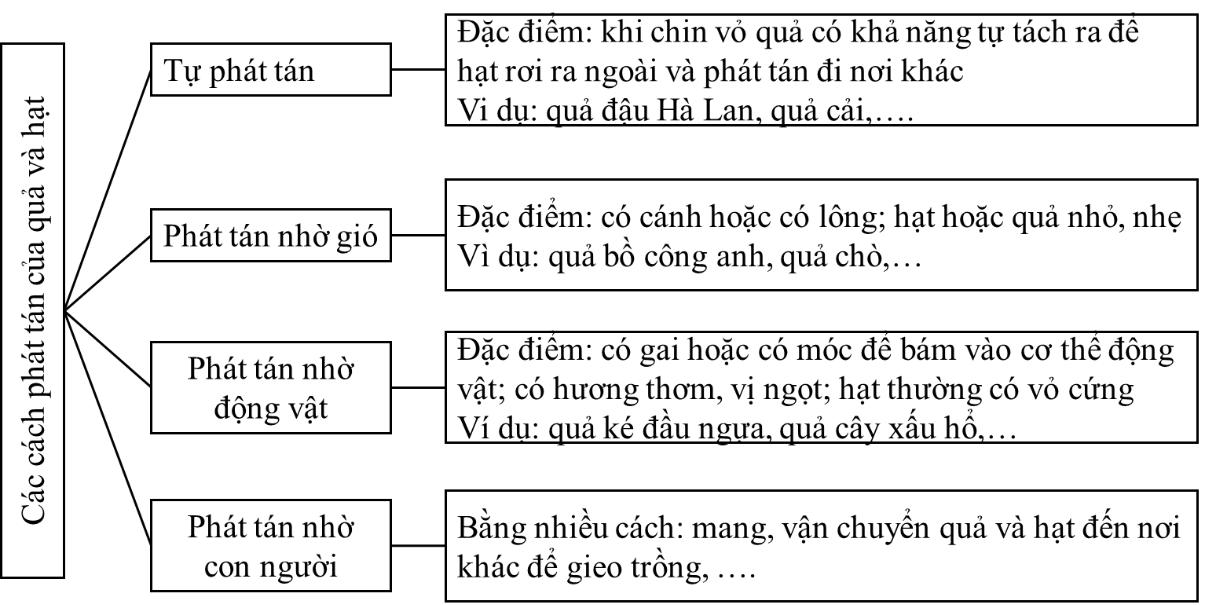 Các cách phát tán của quả và hạt
Tự phát tán
Đặc điểm: khi chin vỏ quả có khả năng tự tách ra để
hạt rơi ra ngoài và phát tán đi nơi khác
Vi dụ: quả đậu Hà Lan, quả cải,….
Phát tán nhờ gió
Đặc điểm: có cánh hoặc có lông; hạt hoặc quả nhỏ, nhẹ
Vì dụ: quả bồ công anh, quả chò,…
Phát tán nhờ
động vật
Đặc điểm: có gai hoặc có móc để bám vào cơ thể động
vật; có hương thơm, vị ngọt; hạt thường có vỏ cứng
Ví dụ: quả ké đầu ngựa, quả cây xấu hổ,…
Phát tán nhờ
con người
Bằng nhiều cách: mang, vận chuyển quả và hạt đến nơi
khác để gieo trồng, ….